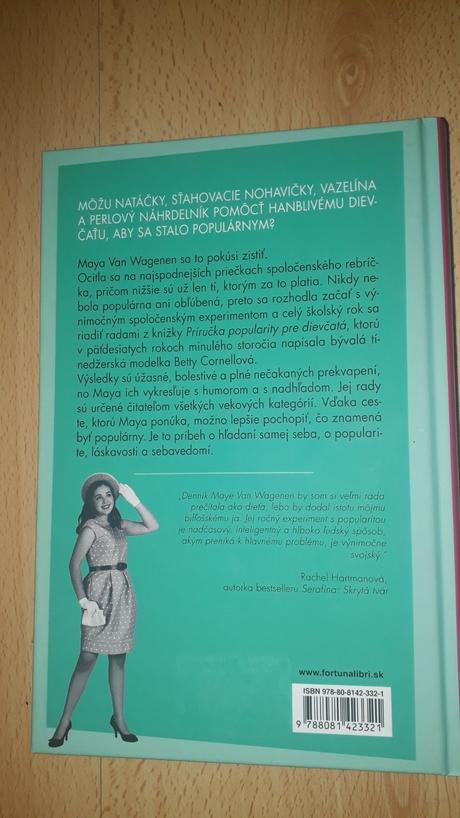 MÔŽU NATÁČKY, SŤAHOVACIE NOHAVIČKY, VAZELÍNA
A PERLOVÝ NÁHRDELNÍK POMÔCŤ HANBLIVÉMU DIEV-
ČAŤU, ABY SA STALO POPULÁRNYM?
Maya Van Wagenen sa to pokúsi zistiť.
Ocitla sa na najspodnejších priečkach spoločenského rebríč-
ka, pričom nižšie sú už len tí, ktorým za to platia. Nikdy ne-
bola populárna ani obľúbená, preto sa rozhodla začať s vý-
nimočným spoločenským experimentom a celý školský rok sa
riadiť radami z knižky Príručka popularity pre dievčatá, ktorú
v päťdesiatych rokoch minulého storočia napísala bývalá tí-
nedžerská modelka Betty Cornellová.
Výsledky sú úžasné, bolestivé a plné nečakaných prekvapení,
no Maya ich vykresľuje s humorom a s nadhľadom. Jej rady
sú určené čitateľom všetkých vekových kategórií. Vďaka ces-
te, ktorú Maya ponúka, možno lepšie pochopiť, čo znamená
byť populárny. Je to príbeh o hľadaní samej seba, o populari-
te, láskavosti a sebavedomí.
„Denník Maye Van Wagenen by som si veľmi rada
prečítala ako dieťa, lebo by dodal istotu môjmu
bifľošskému ja. Jej ročný experiment s popularitou
je nadčasový. Inteligentný a hlboko ľudský spôsob,
akým preniká k hlavnému problému, je výnimočne
svojský.“
Rachel Hartmanová,
autorka bestselleru Serafína: Skrytá tvár
www.fortunalibri.sk
ISBN 978-80-8142-332-1
9 788081 423321